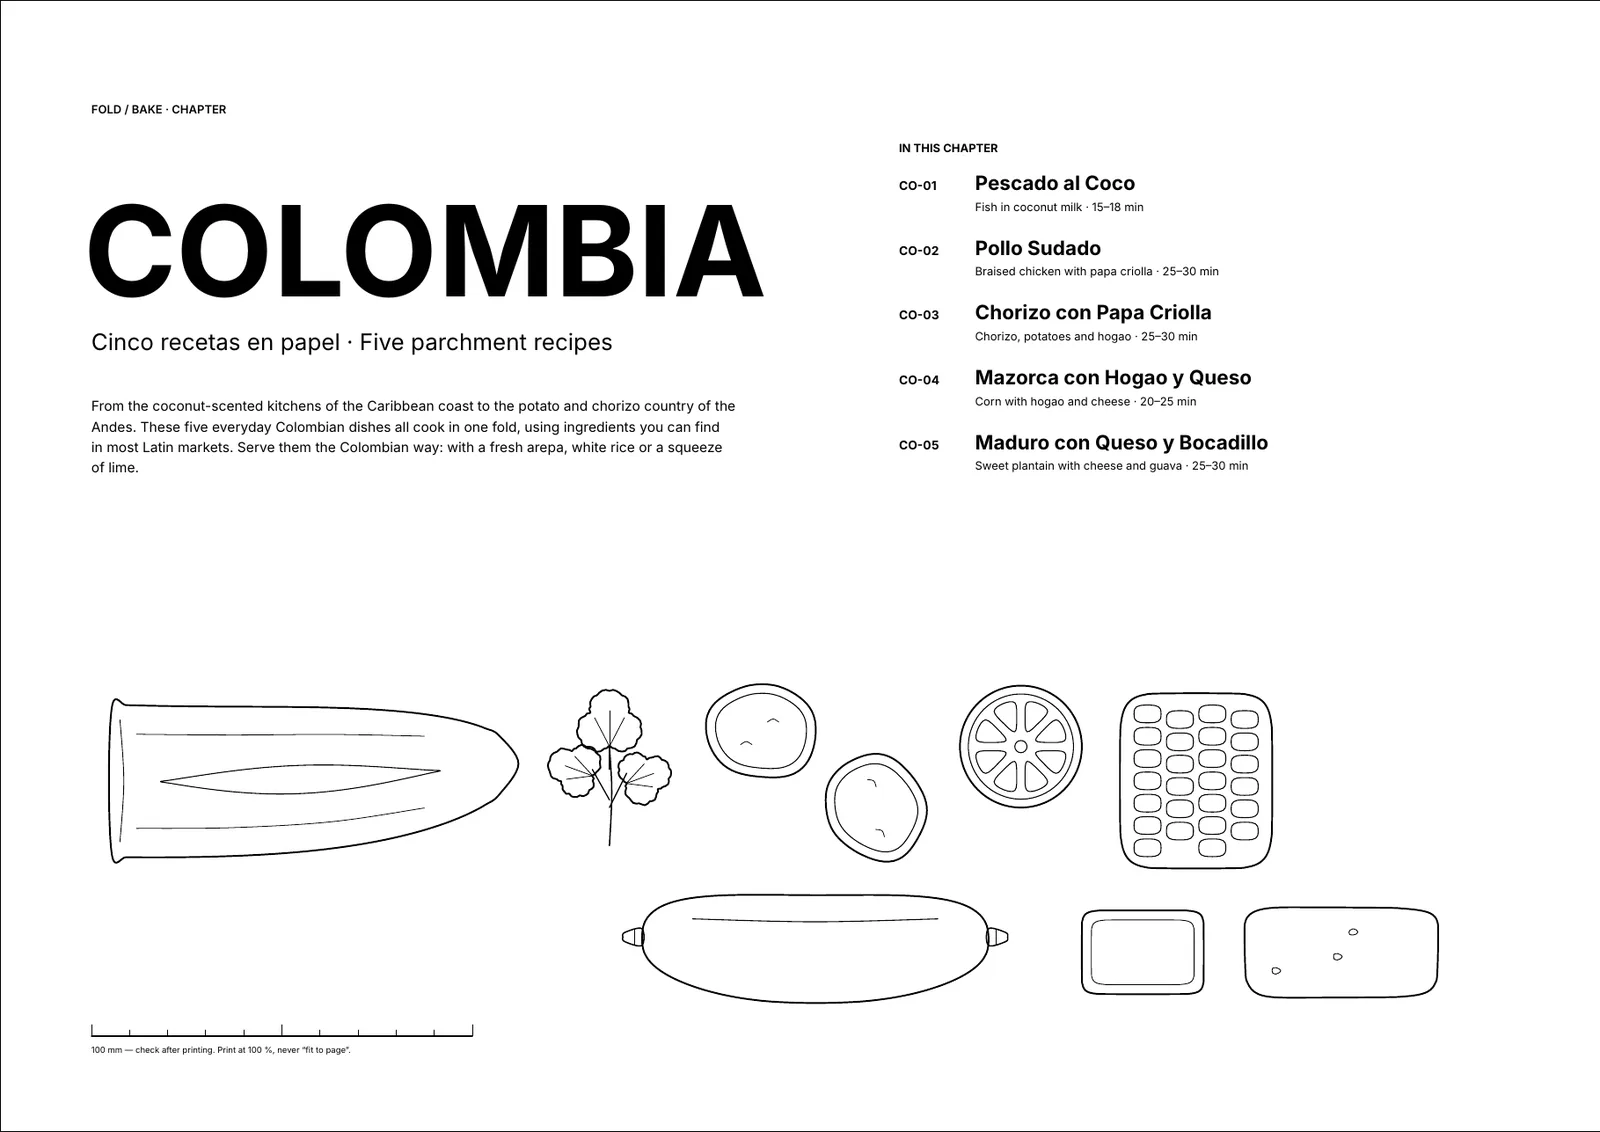 FOLD / BAKE · CHAPTER
COLOMBIA
Cinco recetas en papel · Five parchment recipes
From the coconut-scented kitchens of the Caribbean coast to the potato and chorizo country of the
Andes. These five everyday Colombian dishes all cook in one fold, using ingredients you can find
in most Latin markets. Serve them the Colombian way: with a fresh arepa, white rice or a squeeze
of lime.
IN THIS CHAPTER
CO-01 Pescado al Coco
Fish in coconut milk · 15–18 min
CO-02 Pollo Sudado
Braised chicken with papa criolla · 25–30 min
CO-03 Chorizo con Papa Criolla
Chorizo, potatoes and hogao · 25–30 min
CO-04 Mazorca con Hogao y Queso
Corn with hogao and cheese · 20–25 min
CO-05 Maduro con Queso y Bocadillo
Sweet plantain with cheese and guava · 25–30 min
100 mm — check after printing. Print at 100 %, never “fit to page”.